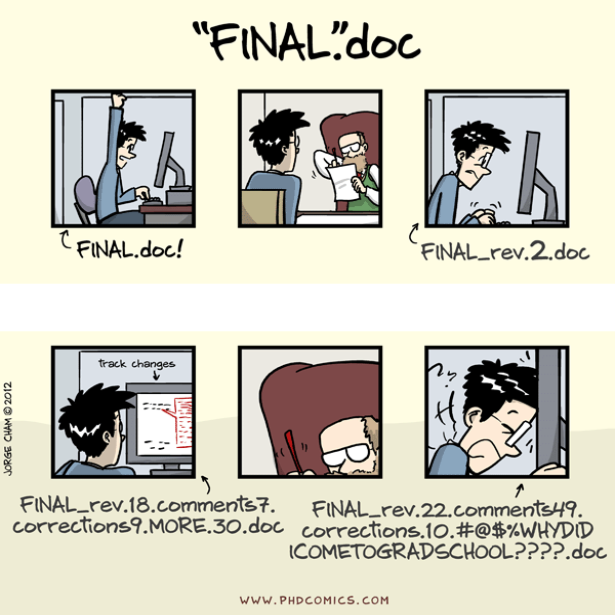 "FINAL".doc
FINAL.doc!
FINAL_rev.2.doc
track changes
FINAL_rev.18.comments7.
corrections9.MORE.30.doc
?
?
FINAL_rev.22.comments49.
corrections.10.#@$%WHYDID
ICOMETOGRADSCHOOL????.doc
JORGE CHAM © 2012
WWW.PHDCOMICS.COM